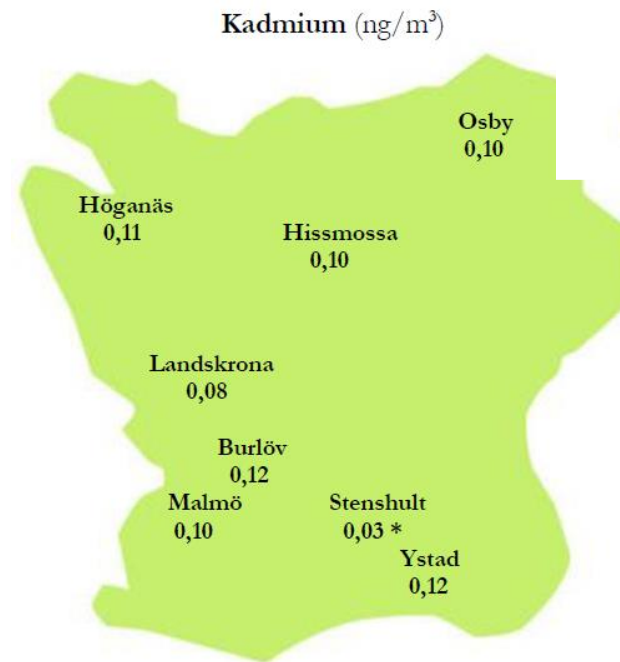 Kadmium (ng/m³)
Osby
0,10
Höganäs
0,11
Hissmossa
0,10
Landskrona
0,08
Burlöv
0,12
Malmö
0,10
Stenshult
0,03 *
Ystad
0,12